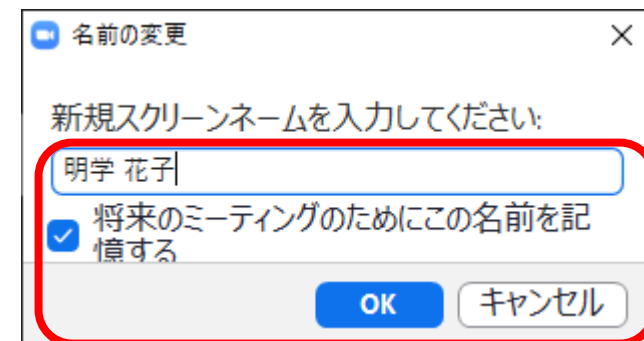 名前の変更
新規スクリーンネームを入力してください:
明学 花子
将来のミーティングのためにこの名前を記
憶する
OK キャンセル